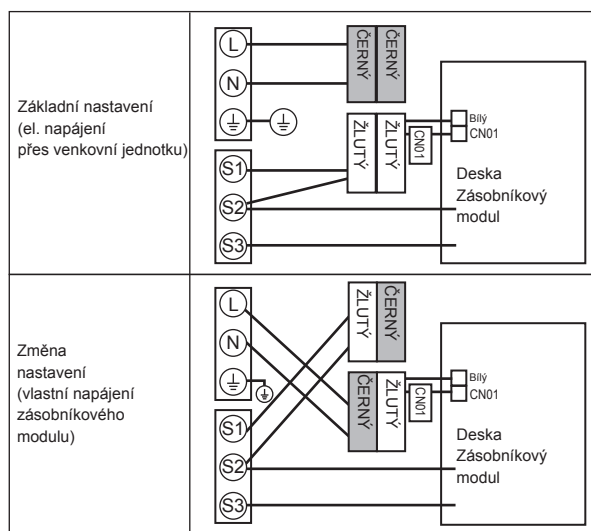 Základní nastavení
(el. napájení
přes venkovní jednotku)
L
N
S1
S2
S3
ČERNÝ
ČERNÝ
ŽLUTÝ
ŽLUTÝ
CN01
Bílý
CN01
Deska
Zásobníkový
modul
Změna
nastavení
(vlastní napájení
zásobníkového
modulu)
L
N
S1
S2
S3
ŽLUTÝ
ČERNÝ
ČERNÝ
ŽLUTÝ
CN01
Bílý
CN01
Deska
Zásobníkový
modul